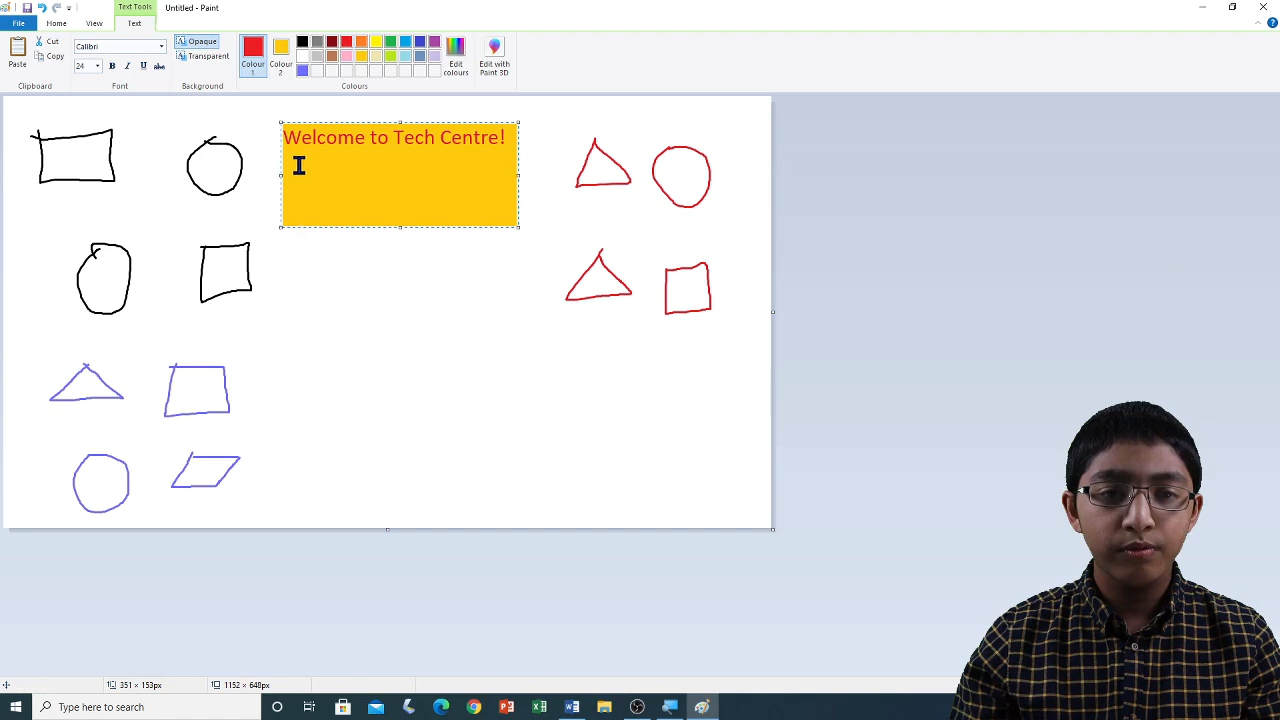 Text Tools
Untitled - Paint
File
Home
View
Text
Paste
Cut
Copy
Clipboard
Calibri
24
B I U abc
Font
Opaque
Transparent
Background
Colour 1
Colour 2
Edit colours
Edit with Paint 3D
Colours
Welcome to Tech Centre!
351 × 153px
1152 × 648px
Type here to search